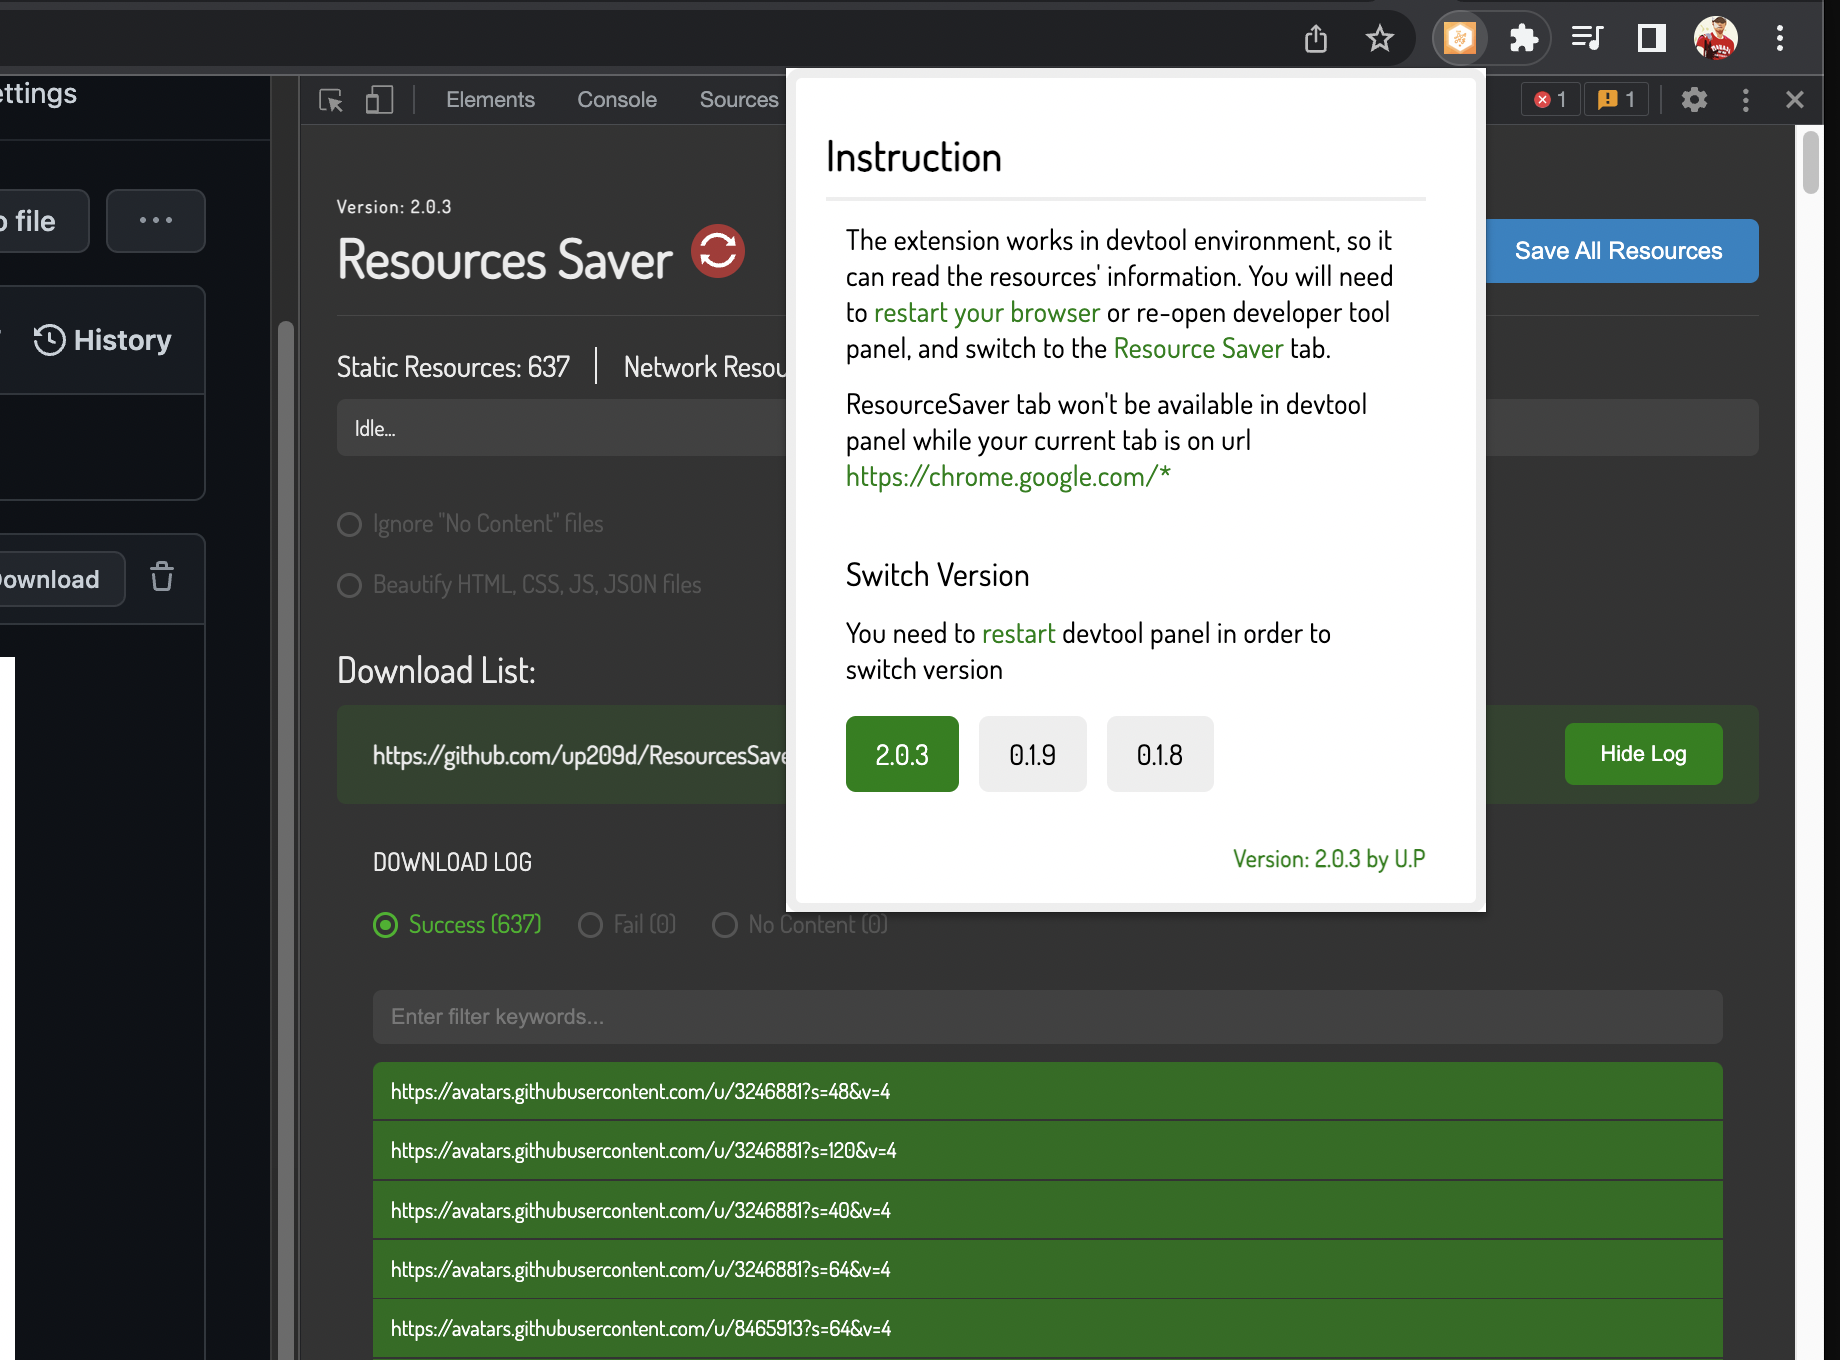 ettings
Elements
Console
Sources
1
1
file
...
History
Download
Version: 2.0.3
Resources Saver
Save All Resources
Static Resources: 637
Network Resou
Idle...
Ignore "No Content" files
Beautify HTML, CSS, JS, JSON files
Download List:
https://github.com/up209d/ResourcesSave
Hide Log
DOWNLOAD LOG
Success (637)
Fail (0)
No Content (0)
Enter filter keywords...
https://avatars.githubusercontent.com/u/3246881?s=48&v=4
https://avatars.githubusercontent.com/u/3246881?s=120&v=4
https://avatars.githubusercontent.com/u/3246881?s=40&v=4
https://avatars.githubusercontent.com/u/3246881?s=64&v=4
https://avatars.githubusercontent.com/u/8465913?s=64&v=4
Instruction
The extension works in devtool environment, so it
can read the resources' information. You will need
to restart your browser or re-open developer tool
panel, and switch to the Resource Saver tab.
ResourceSaver tab won't be available in devtool
panel while your current tab is on url
https://chrome.google.com/*
Switch Version
You need to restart devtool panel in order to
switch version
2.0.3
0.1.9
0.1.8
Version: 2.0.3 by U.P